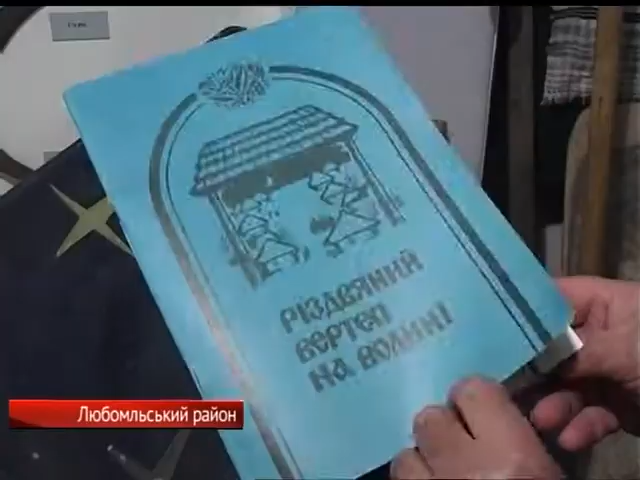 Різдвяний
вертеп
на волині
Любомльський район